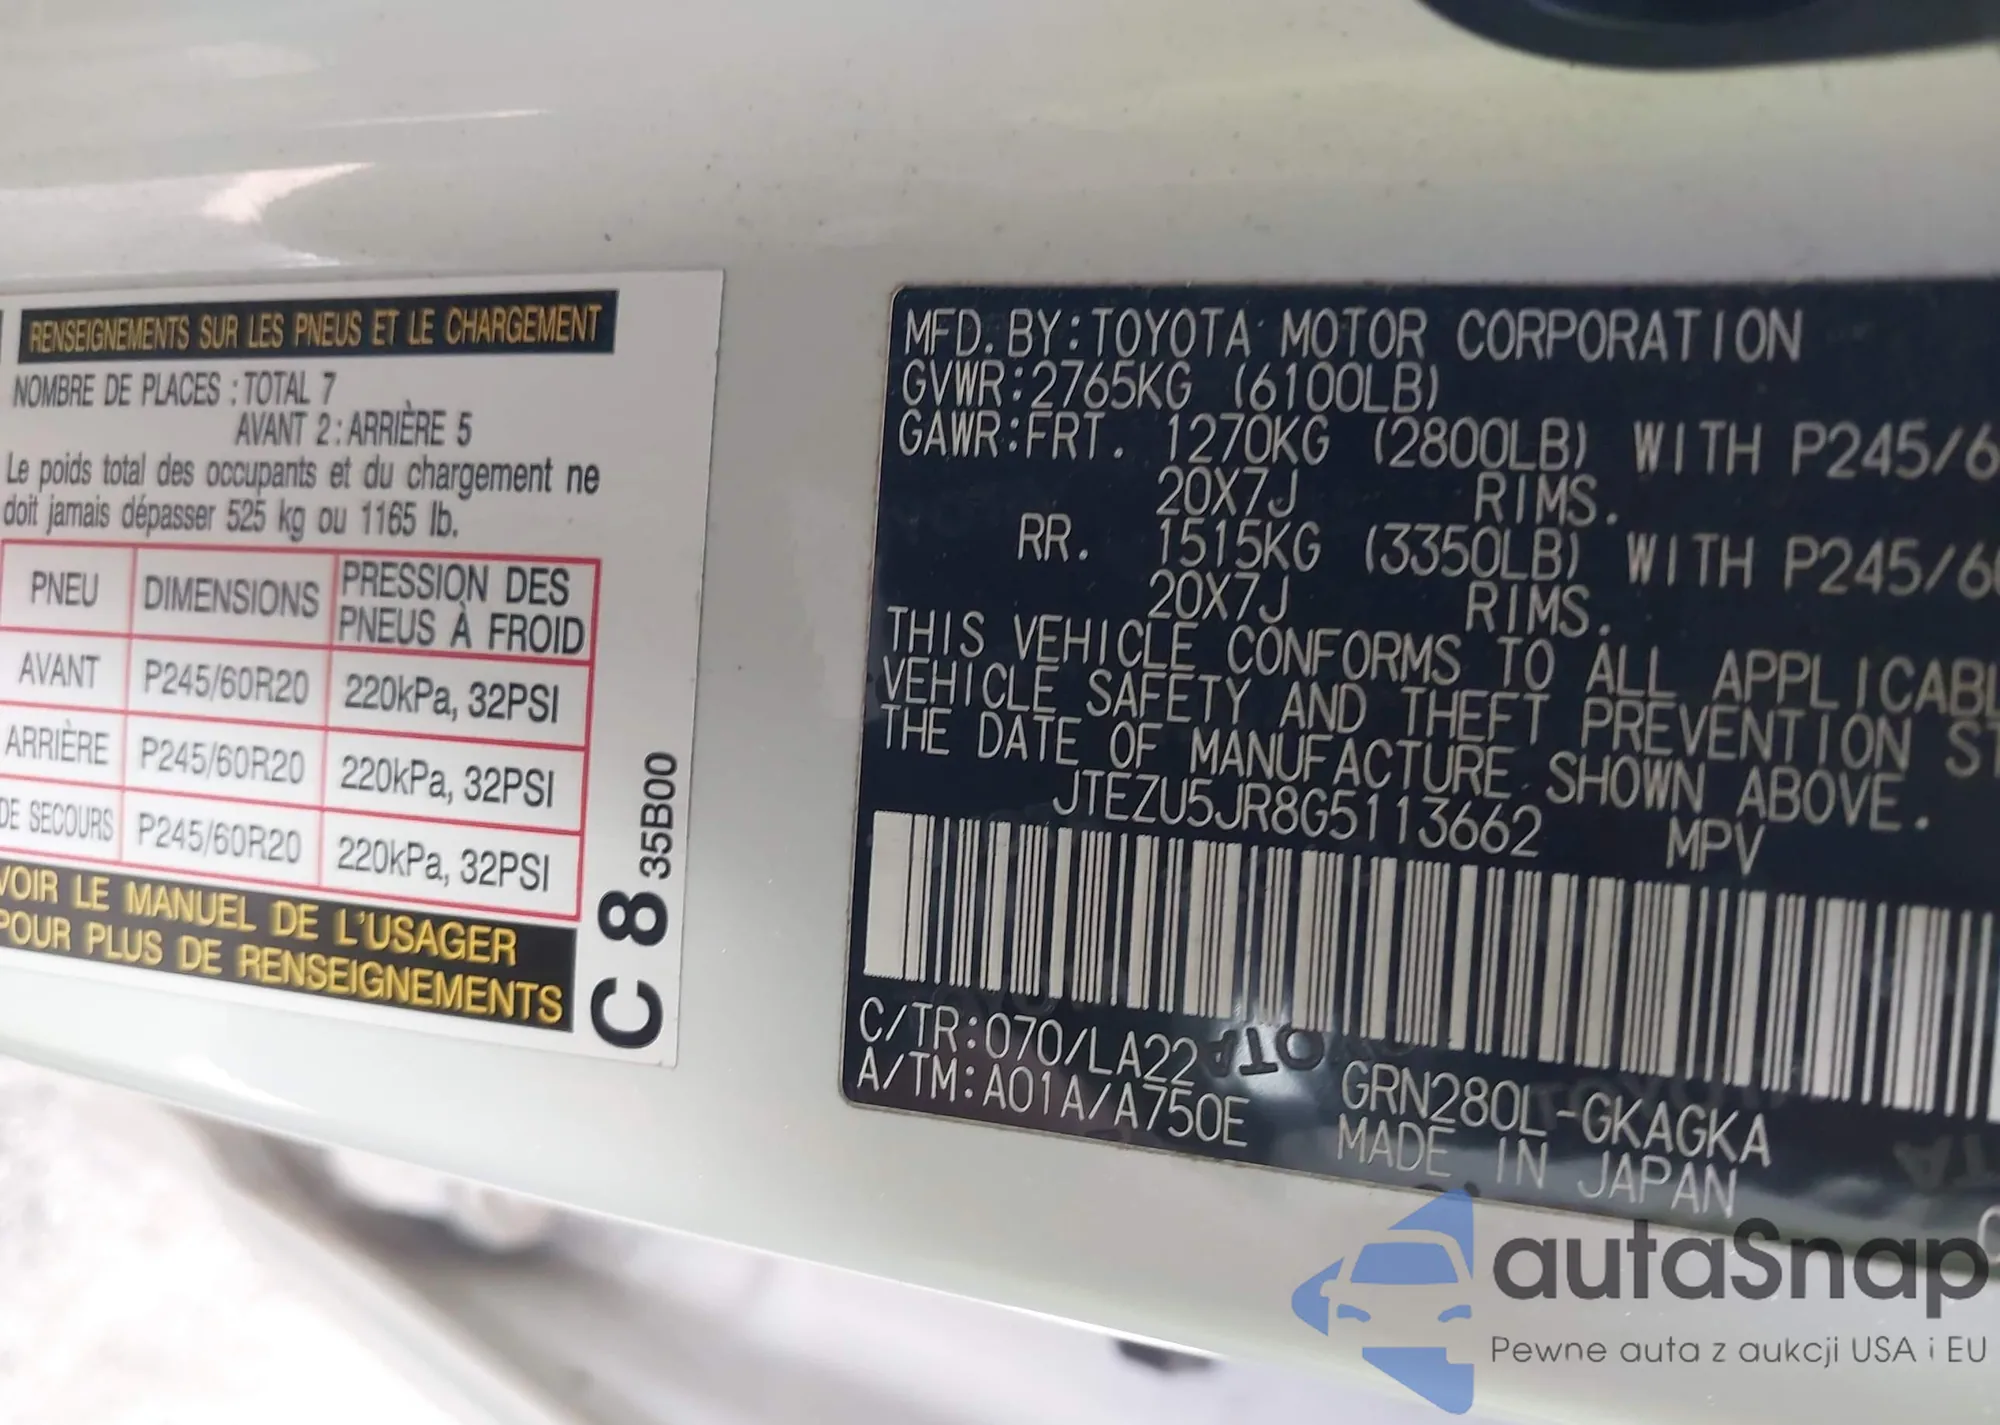 RENSEIGNEMENTS SUR LES PNEUS ET LE CHARGEMENT
NOMBRE DE PLACES : TOTAL 7
AVANT 2 : ARRIÈRE 5
Le poids total des occupants et du chargement ne
doit jamais dépasser 525 kg ou 1165 lb.
PNEU DIMENSIONS PRESSION DES PNEUS À FROID
AVANT P245/60R20 220kPa, 32PSI
ARRIÈRE P245/60R20 220kPa, 32PSI
DE SECOURS P245/60R20 220kPa, 32PSI
VOIR LE MANUEL DE L'USAGER
POUR PLUS DE RENSEIGNEMENTS
C 8 35B00
MFD. BY: TOYOTA MOTOR CORPORATION
GVWR: 2765KG (6100LB)
GAWR: FRT. 1270KG (2800LB) WITH P245/6
20X7J RIMS.
RR. 1515KG (3350LB) WITH P245/60
20X7J RIMS.
THIS VEHICLE CONFORMS TO ALL APPLICABL
VEHICLE SAFETY AND THEFT PREVENTION ST
THE DATE OF MANUFACTURE SHOWN ABOVE.
JTEZU5JR8G5113662 MPV
C/TR: 070/LA22
A/TM: A01A/A750E
GRN280L-GKAGKA
MADE IN JAPAN
autaSnap
Pewne auta z aukcji USA i EU